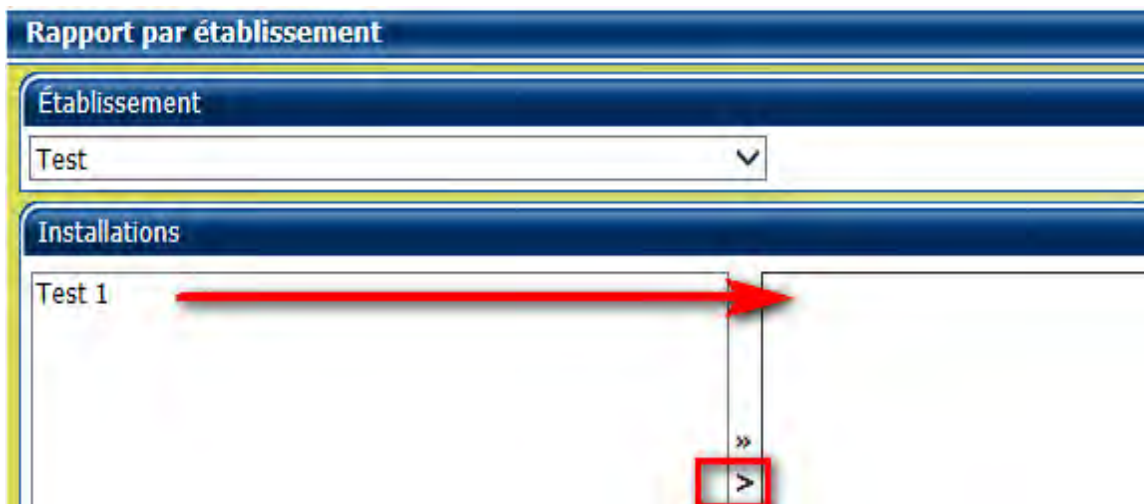 Rapport par établissement
Établissement
Test
Installations
Test 1
»
>